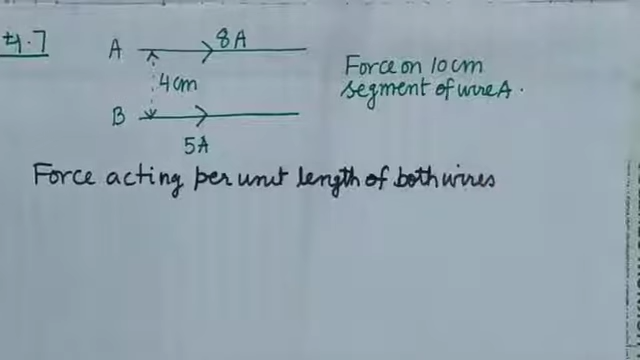 4.7
A 8A
4cm
B
5A
Force on 10cm
segment of wire A.
Force acting per unit length of both wires